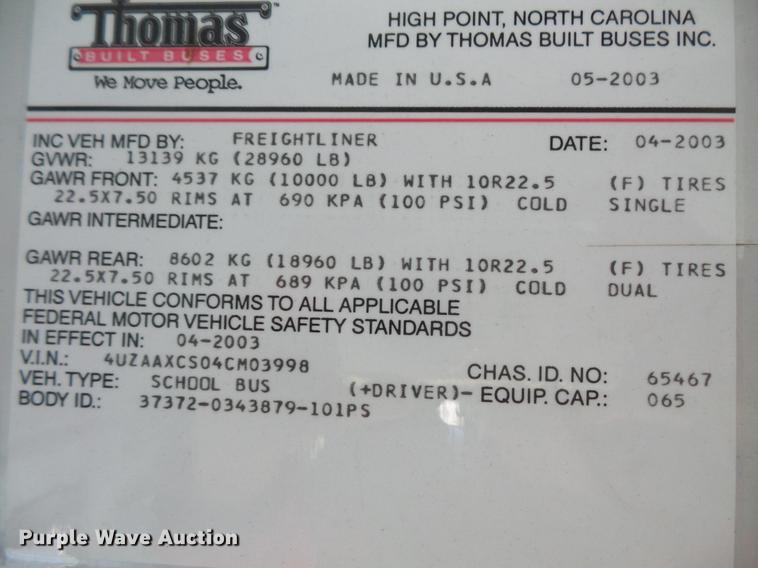 Thomas™
BUILT BUSES
We Move People.
HIGH POINT, NORTH CAROLINA
MFD BY THOMAS BUILT BUSES INC.
MADE IN U.S.A 05-2003
INC VEH MFD BY: FREIGHTLINER DATE: 04-2003
GVWR: 13139 KG (28960 LB)
GAWR FRONT: 4537 KG (10000 LB) WITH 10R22.5 (F) TIRES
22.5X7.50 RIMS AT 690 KPA (100 PSI) COLD SINGLE
GAWR INTERMEDIATE:
GAWR REAR: 8602 KG (18960 LB) WITH 10R22.5 (F) TIRES
22.5X7.50 RIMS AT 689 KPA (100 PSI) COLD DUAL
THIS VEHICLE CONFORMS TO ALL APPLICABLE
FEDERAL MOTOR VEHICLE SAFETY STANDARDS
IN EFFECT IN: 04-2003
V.I.N.: 4UZAAXCS04CM03998 CHAS. ID. NO: 65467
VEH. TYPE: SCHOOL BUS (+DRIVER)- EQUIP. CAP.: 065
BODY ID.: 37372-0343879-101PS
Purple Wave Auction